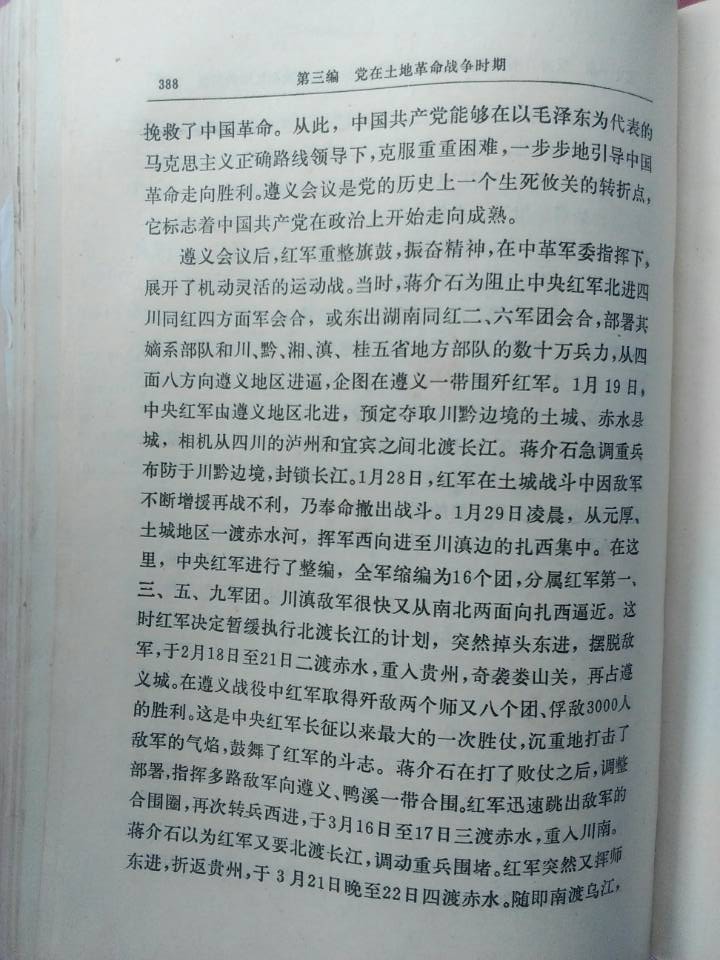 388 第三编 党在土地革命战争时期
挽救了中国革命。从此，中国共产党能够在以毛泽东为代表的
马克思主义正确路线领导下，克服重重困难，一步步地引导中国
革命走向胜利。遵义会议是党的历史上一个生死攸关的转折点，
它标志着中国共产党在政治上开始走向成熟。
遵义会议后，红军重整旗鼓，振奋精神，在中革军委指挥下，
展开了机动灵活的运动战。当时，蒋介石为阻止中央红军北进四
川同红四方面军会合，或东出湖南同红二、六军团会合，部署其
嫡系部队和川、黔、湘、滇、桂五省地方部队的数十万兵力，从四
面八方向遵义地区进逼，企图在遵义一带围歼红军。1月19日，
中央红军由遵义地区北进，预定夺取川黔边境的土城、赤水县
城，相机从四川的泸州和宜宾之间北渡长江。蒋介石急调重兵
布防于川黔边境，封锁长江。1月28日，红军在土城战斗中因敌军
不断增援再战不利，乃奉命撤出战斗。1月29日凌晨，从元厚、
土城地区一渡赤水河，挥军西向进至川滇边的扎西集中。在这
里，中央红军进行了整编，全军缩编为16个团，分属红军第一、
三、五、九军团。川滇敌军很快又从南北两面向扎西逼近。这
时红军决定暂缓执行北渡长江的计划，突然掉头东进，摆脱敌
军，于2月18日至21日二渡赤水，重入贵州，奇袭娄山关，再占遵
义城。在遵义战役中红军取得歼敌两个师又八个团、俘敌3000人
的胜利。这是中央红军长征以来最大的一次胜仗，沉重地打击了
敌军的气焰，鼓舞了红军的斗志。蒋介石在打了败仗之后，调整
部署，指挥多路敌军向遵义、鸭溪一带合围。红军迅速跳出敌军的
合围圈，再次转兵西进，于3月16日至17日三渡赤水，重入川南。
蒋介石以为红军又要北渡长江，调动重兵围堵。红军突然又挥师
东进，折返贵州，于3月21日晚至22日四渡赤水。随即南渡乌江，